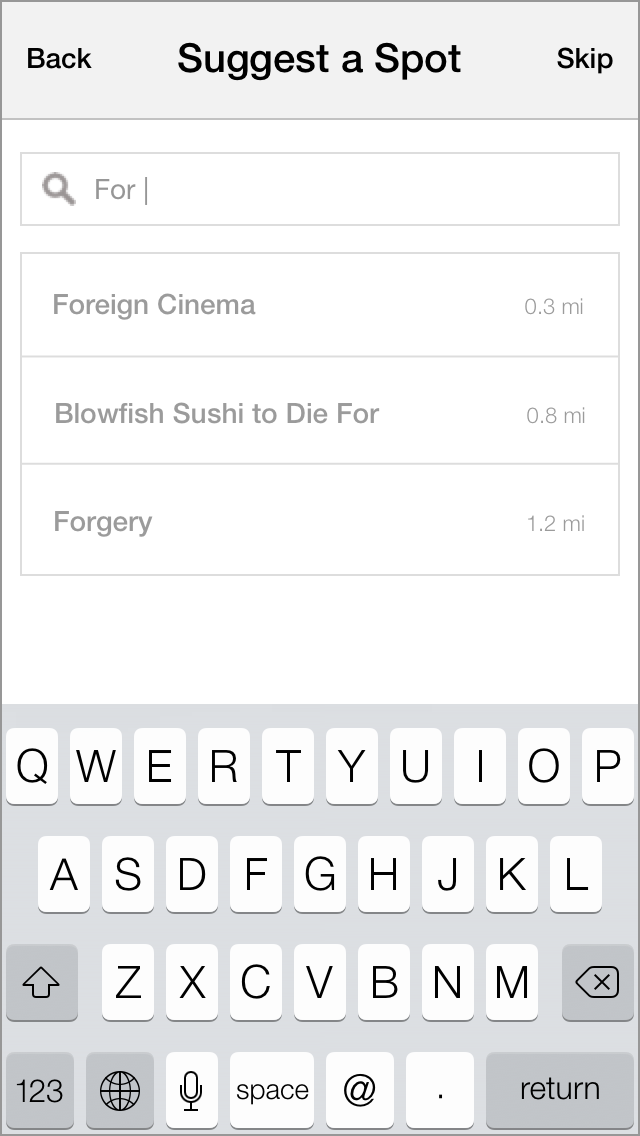 Back Suggest a Spot Skip
For
Foreign Cinema 0.3 mi
Blowfish Sushi to Die For 0.8 mi
Forgery 1.2 mi
Q W E R T Y U I O P
A S D F G H J K L
Z X C V B N M
123 space @ . return